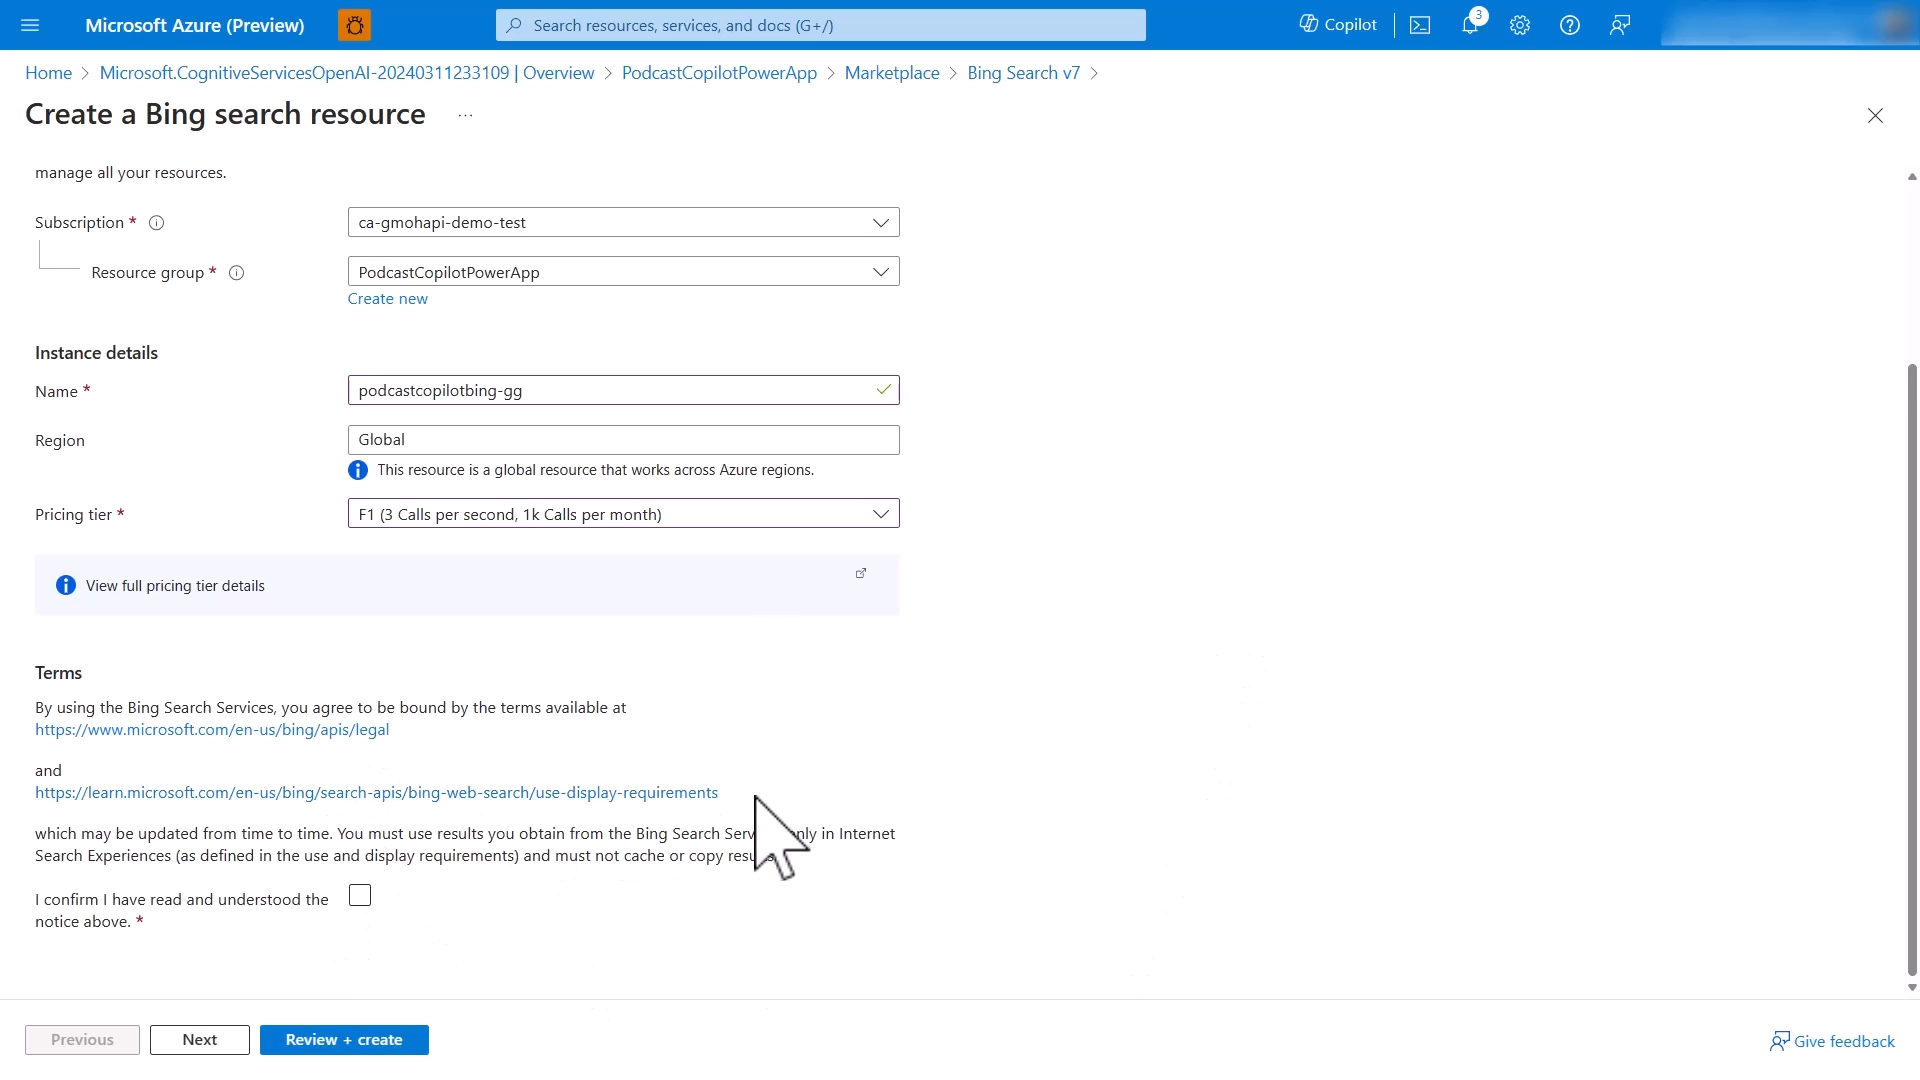 Microsoft Azure (Preview)
Search resources, services, and docs (G+/)
Copilot
3
Home > Microsoft.CognitiveServicesOpenAI-20240311233109 | Overview > PodcastCopilotPowerApp > Marketplace > Bing Search v7 >
Create a Bing search resource ...
manage all your resources.
Subscription *
ca-gmohapi-demo-test
Resource group *
PodcastCopilotPowerApp
Create new
Instance details
Name *
podcastcopilotbing-gg
Region
Global
This resource is a global resource that works across Azure regions.
Pricing tier *
F1 (3 Calls per second, 1k Calls per month)
View full pricing tier details
Terms
By using the Bing Search Services, you agree to be bound by the terms available at
https://www.microsoft.com/en-us/bing/apis/legal
and
https://learn.microsoft.com/en-us/bing/search-apis/bing-web-search/use-display-requirements
which may be updated from time to time. You must use results you obtain from the Bing Search only in Internet
Search Experiences (as defined in the use and display requirements) and must not cache or copy
I confirm I have read and understood the
notice above. *
Previous
Next
Review + create
Give feedback